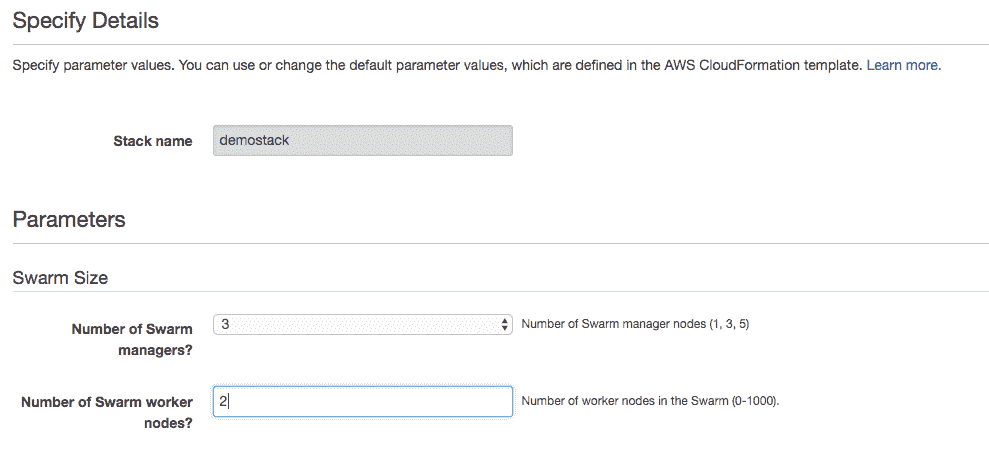 Specify Details
Specify parameter values. You can use or change the default parameter values, which are defined in the AWS CloudFormation template. Learn more.
Stack name
demostack
Parameters
Swarm Size
Number of Swarm
managers?
3
Number of Swarm manager nodes (1, 3, 5)
Number of Swarm worker
nodes?
2
Number of worker nodes in the Swarm (0-1000).